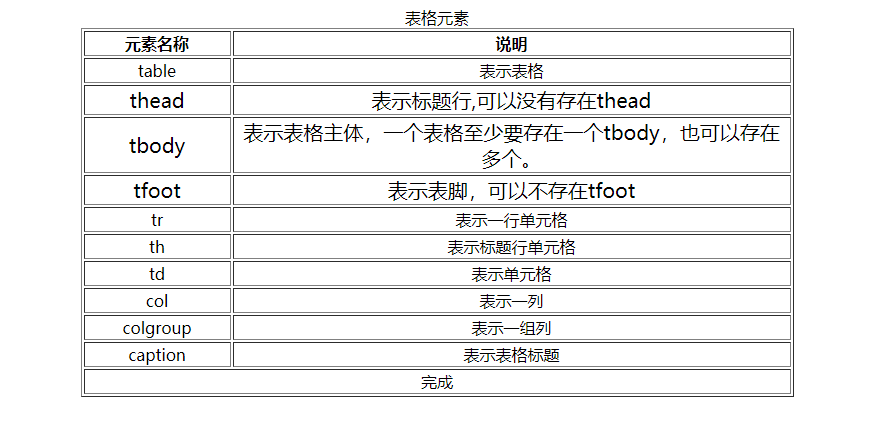 表格元素
元素名称 说明
table 表示表格
thead 表示标题行,可以没有存在thead
tbody 表示表格主体，一个表格至少要存在一个tbody，也可以存在
多个。
tfoot 表示表脚，可以不存在tfoot
tr 表示一行单元格
th 表示标题行单元格
td 表示单元格
col 表示一列
colgroup 表示一组列
caption 表示表格标题
完成